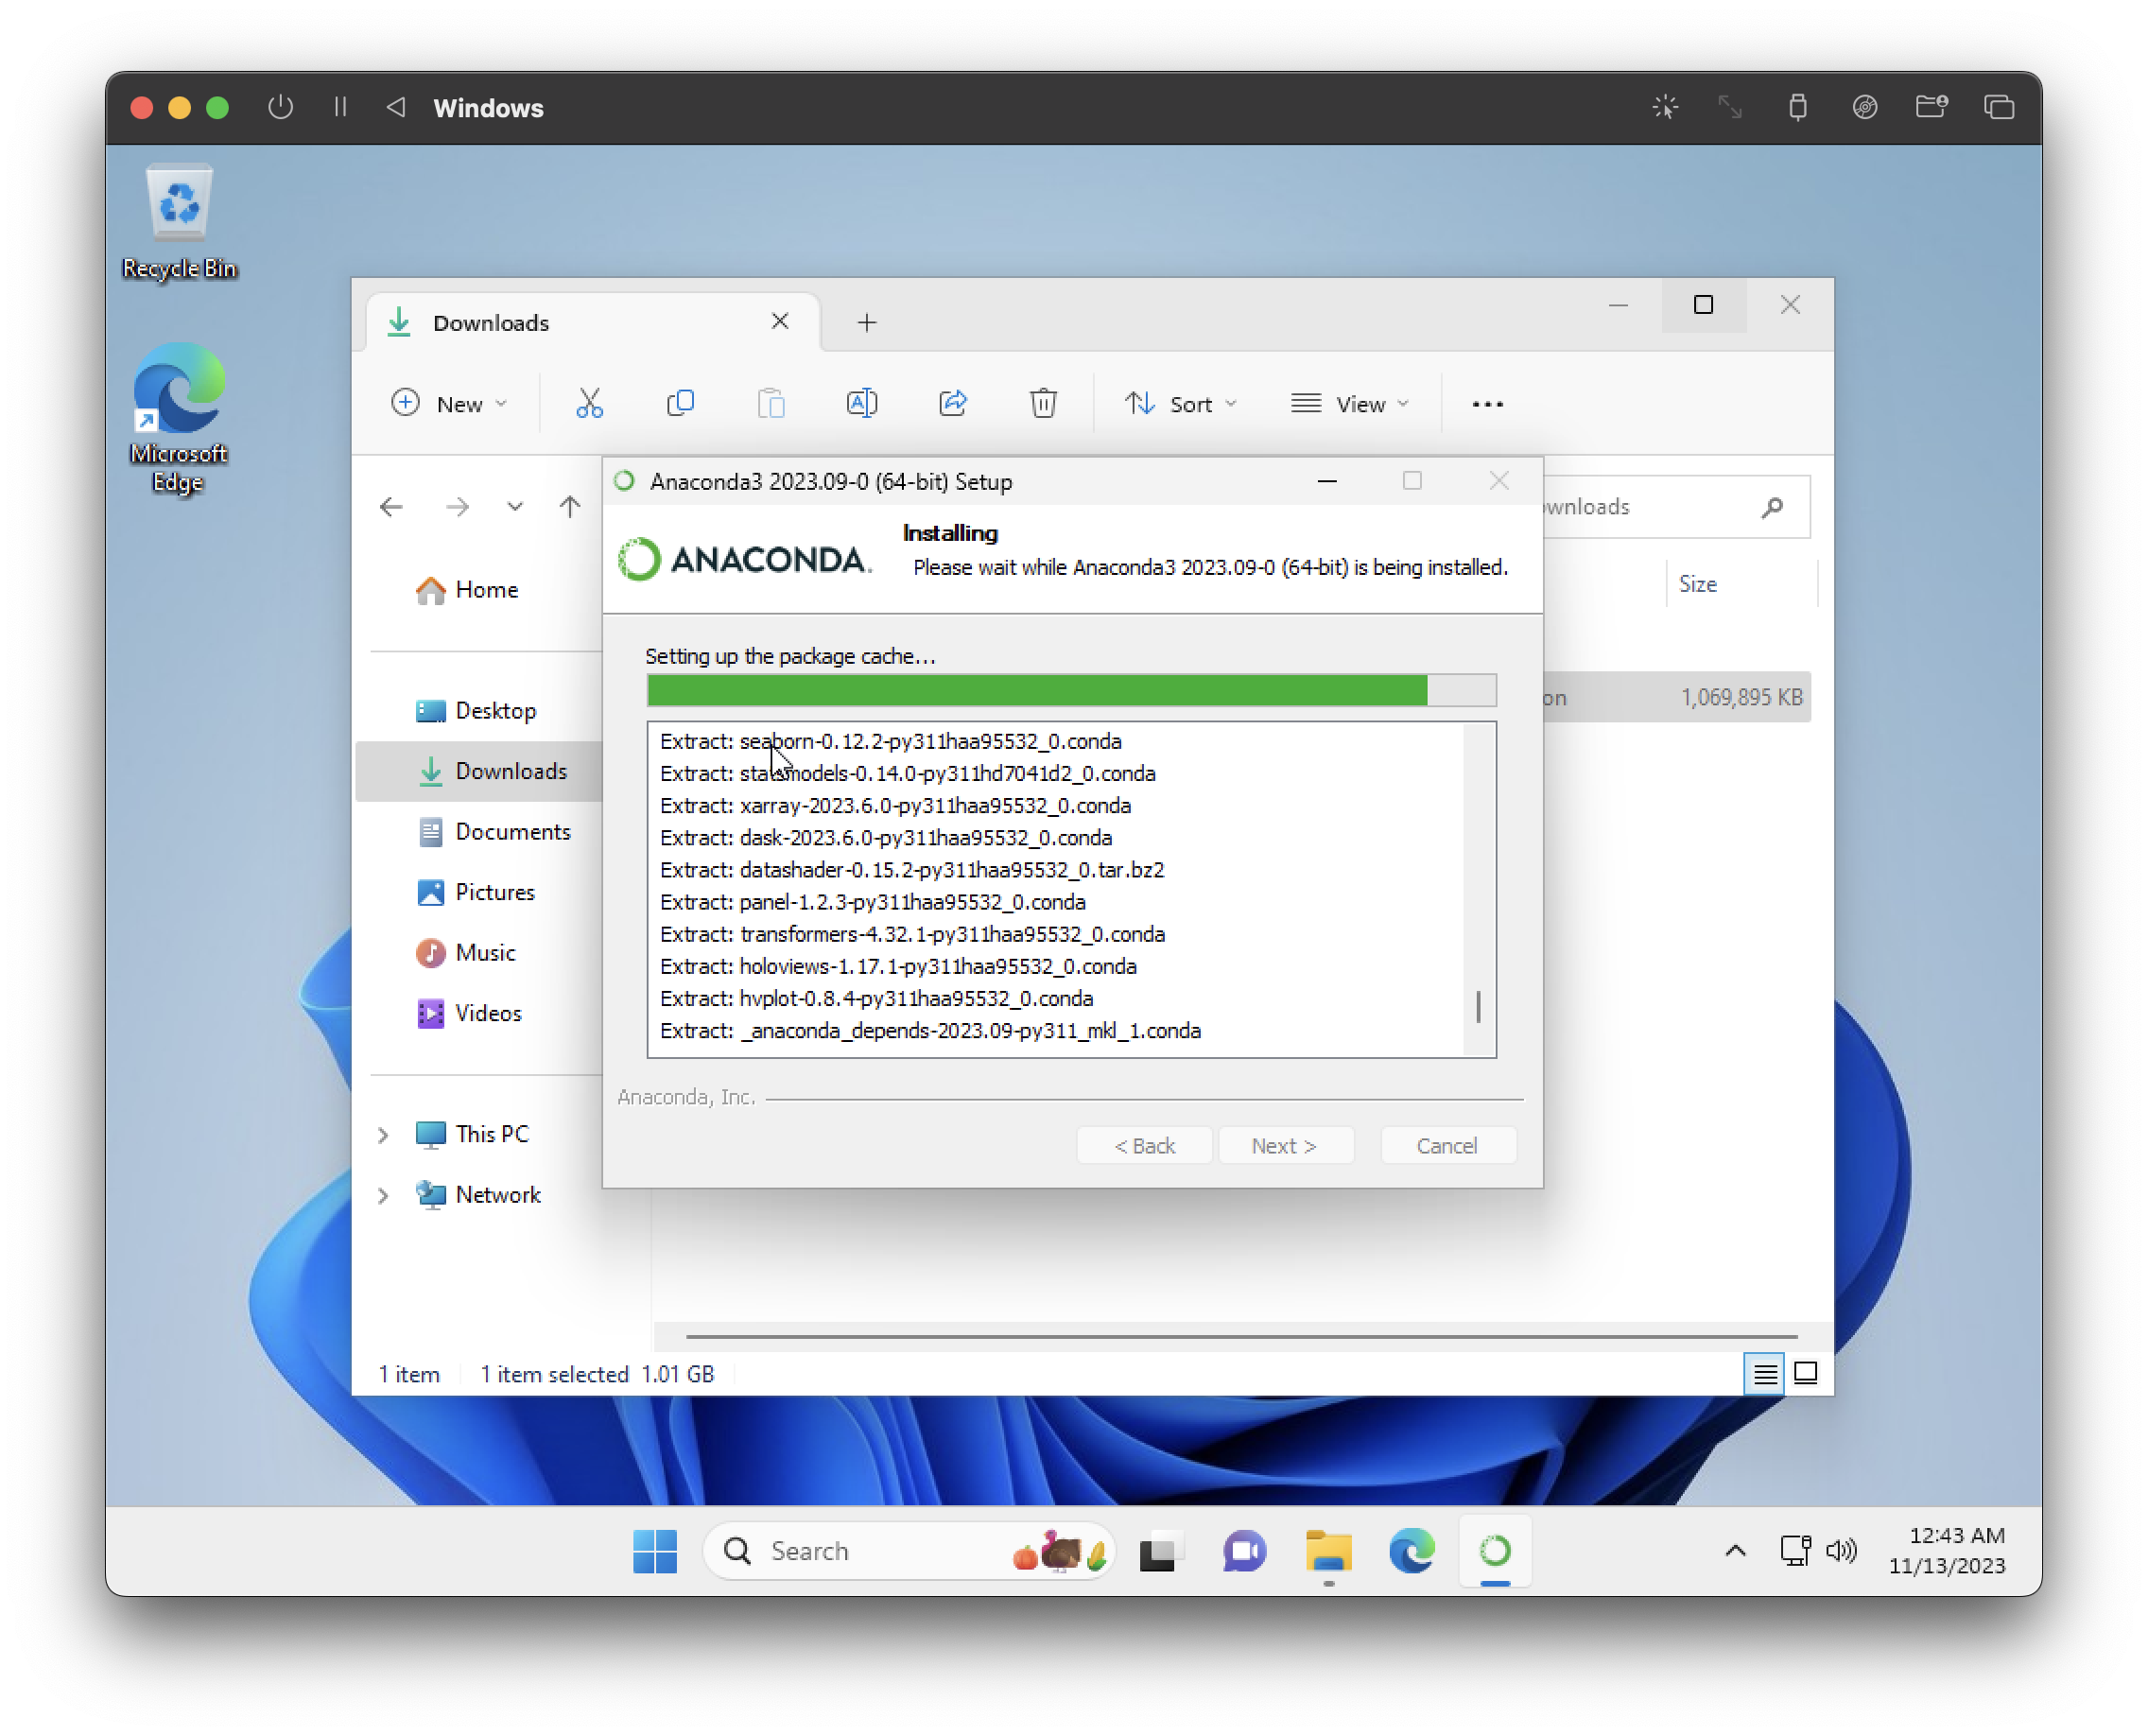 Windows
Recycle Bin
Microsoft
Edge
Downloads
New
Sort
View
Anaconda3 2023.09-0 (64-bit) Setup
ANACONDA.
Installing
Please wait while Anaconda3 2023.09-0 (64-bit) is being installed.
wnloads
Size
on
1,069,895 KB
Home
Desktop
Downloads
Documents
Pictures
Music
Videos
This PC
Network
Setting up the package cache...
Extract: seaborn-0.12.2-py311haa95532_0.conda
Extract: statsmodels-0.14.0-py311hd7041d2_0.conda
Extract: xarray-2023.6.0-py311haa95532_0.conda
Extract: dask-2023.6.0-py311haa95532_0.conda
Extract: datashader-0.15.2-py311haa95532_0.tar.bz2
Extract: panel-1.2.3-py311haa95532_0.conda
Extract: transformers-4.32.1-py311haa95532_0.conda
Extract: holoviews-1.17.1-py311haa95532_0.conda
Extract: hvplot-0.8.4-py311haa95532_0.conda
Extract: _anaconda_depends-2023.09-py311_mkl_1.conda
Anaconda, Inc.
< Back
Next >
Cancel
1 item
1 item selected 1.01 GB
Search
12:43 AM
11/13/2023